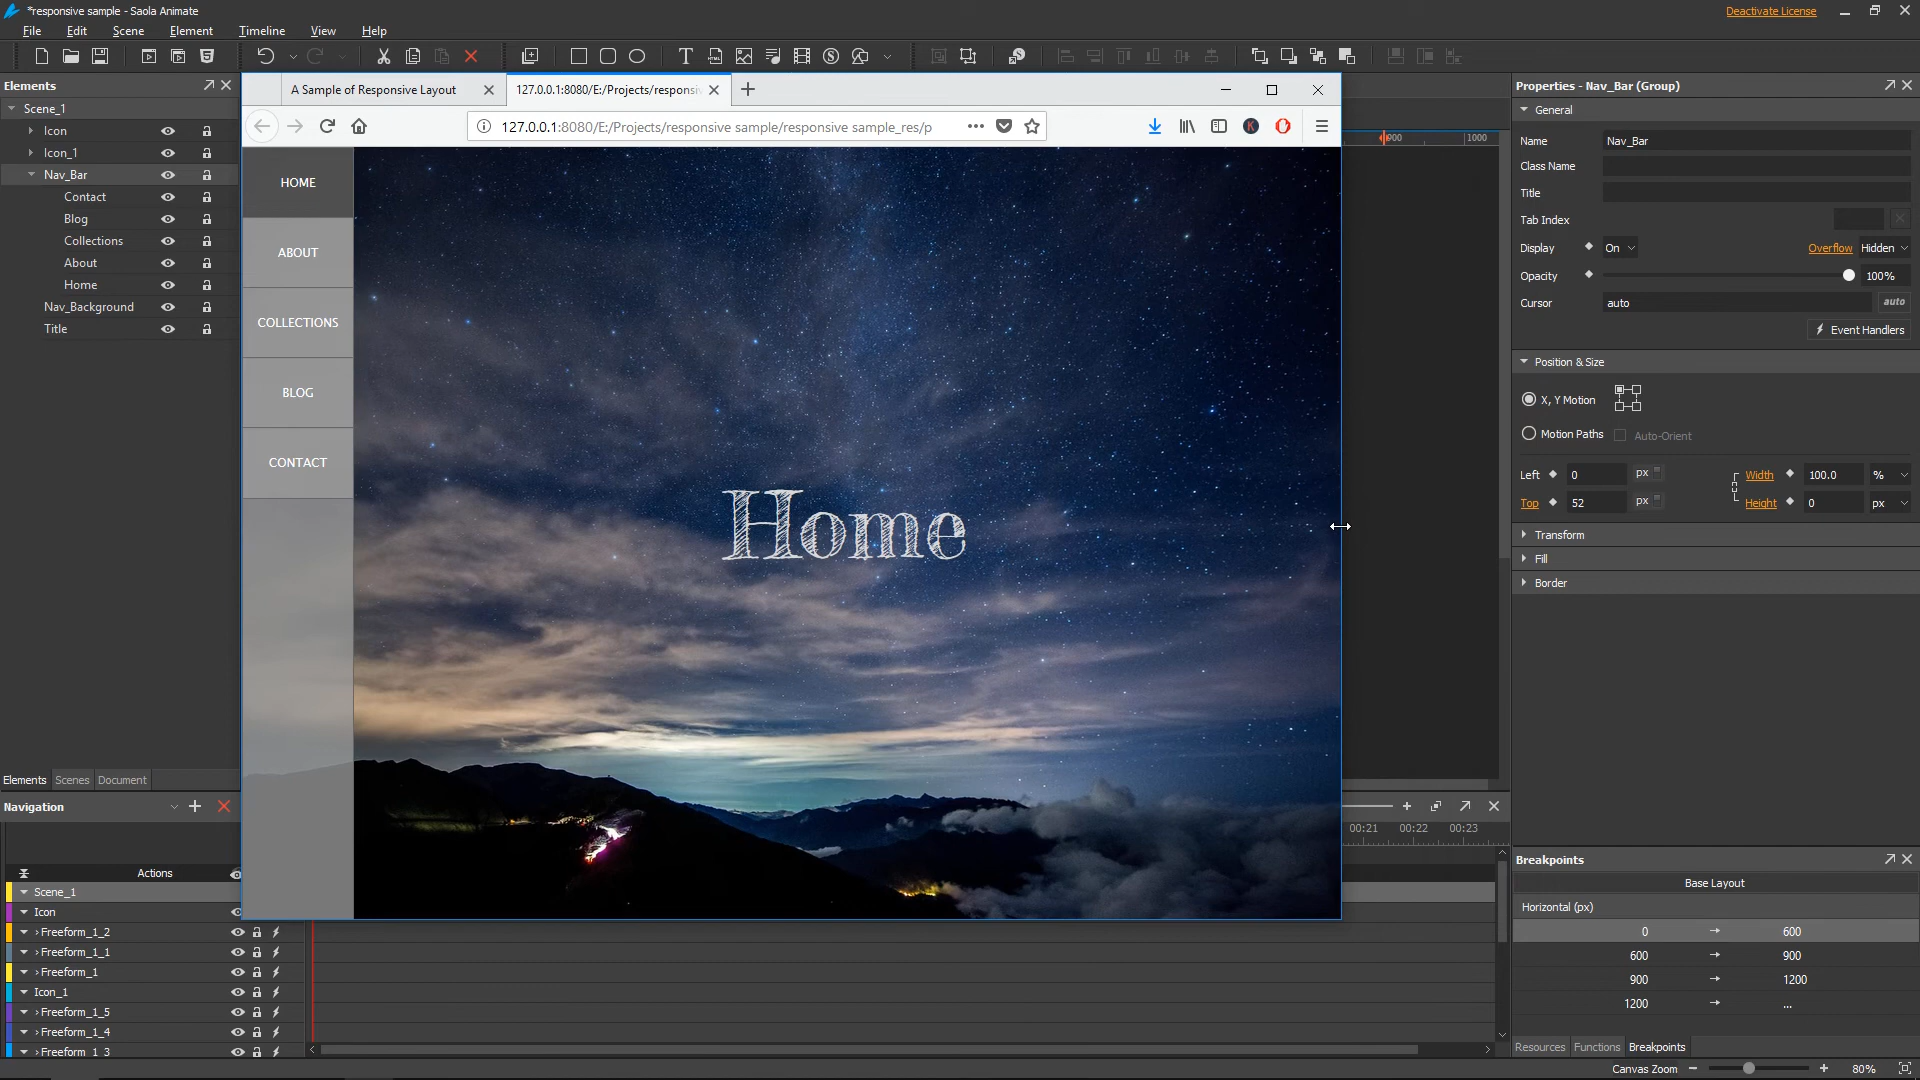 *responsive sample - Saola Animate
Deactivate License
File Edit Scene Element Timeline View Help
Elements
Scene_1
Icon
Icon_1
Nav_Bar
Contact
Blog
Collections
About
Home
Nav_Background
Title
Elements Scenes Document
A Sample of Responsive Layout
127.0.0.1:8080/E:/Projects/responsiv
127.0.0.1:8080/E:/Projects/responsive sample/responsive sample_res/p
HOME
ABOUT
COLLECTIONS
BLOG
CONTACT
Home
900 1000
Properties - Nav_Bar (Group)
General
Name Nav_Bar
Class Name
Title
Tab Index
Display On Overflow Hidden
Opacity 100%
Cursor auto auto
Event Handlers
Position & Size
X, Y Motion
Motion Paths Auto-Orient
Left 0 px Width 100.0 %
Top 52 px Height 0 px
Transform
Fill
Border
Navigation
Actions
Scene_1
Icon
Freeform_1_2
Freeform_1_1
Freeform_1
Icon_1
Freeform_1_5
Freeform_1_4
Freeform_1_3
00:21 00:22 00:23
Breakpoints
Base Layout
Horizontal (px)
0 → 600
600 → 900
900 → 1200
1200 → ...
Resources Functions Breakpoints
Canvas Zoom 80%